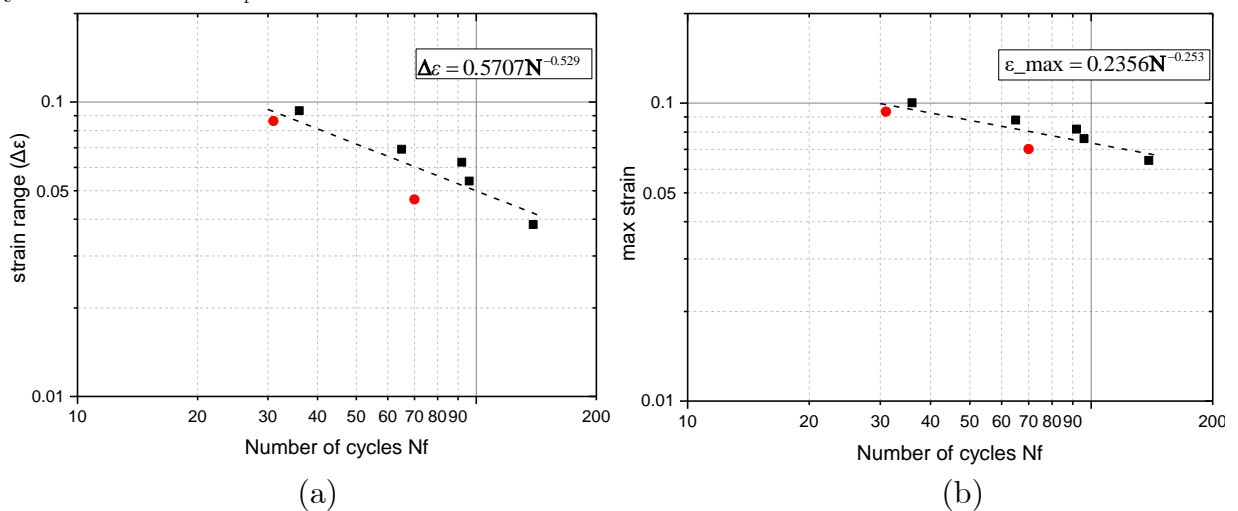 Δε = 0.5707N^−0.529
0.1
0.05
0.01
strain range (Δε)
10 20 30 40 50 60 70 80 90 200
Number of cycles Nf
(a)
ε_max = 0.2356N^−0.253
0.1
0.05
0.01
max strain
10 20 30 40 50 60 70 80 90 200
Number of cycles Nf
(b)